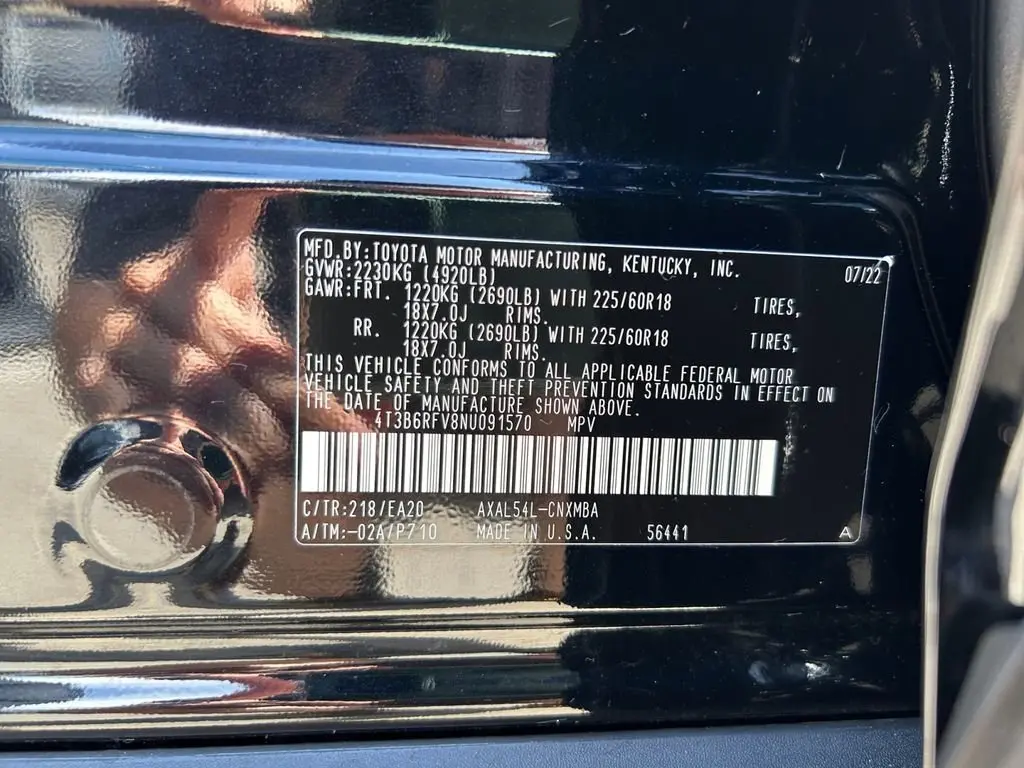 MFD.BY:TOYOTA MOTOR MANUFACTURING, KENTUCKY, INC. 07/22
GVWR:2230KG (4920LB)
GAWR:FRT. 1220KG (2690LB) WITH 225/60R18 TIRES,
18X7.0J RIMS.
RR. 1220KG (2690LB) WITH 225/60R18 TIRES,
18X7.0J RIMS.
THIS VEHICLE CONFORMS TO ALL APPLICABLE FEDERAL MOTOR
VEHICLE SAFETY AND THEFT PREVENTION STANDARDS IN EFFECT ON
THE DATE OF MANUFACTURE SHOWN ABOVE.
4T3B6RFV8NU091570 MPV
C/TR:218/EA20 AXAL54L-CNXMBA
A/TM:-02A/P710 MADE IN U.S.A. 56441 A